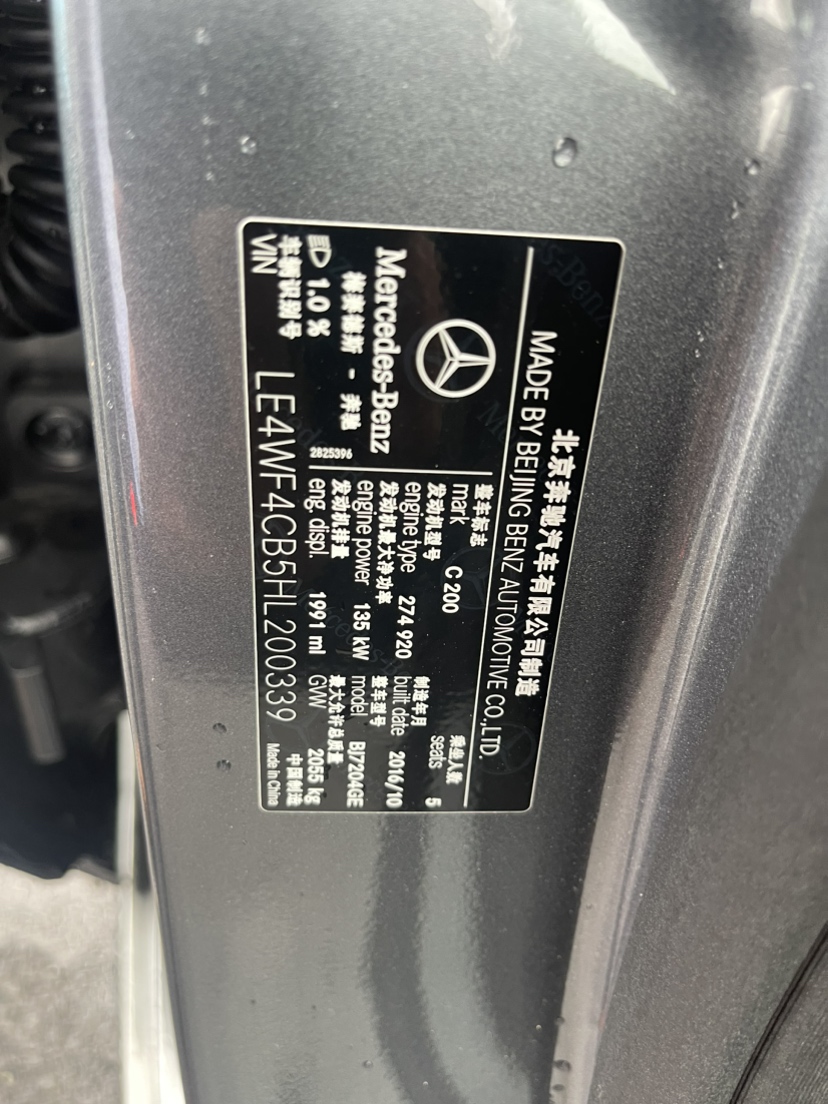 北京奔驰汽车有限公司制造
MADE BY BEIJING BENZ AUTOMOTIVE CO.,LTD.
整车标志
mark C 200
乘坐人数
seats 5
发动机型号
engine type 274 920
制造年月
built date 2016/10
发动机最大净功率
engine power 135 kW
整车型号
model BJ7204GE
发动机排量
eng. displ. 1991 ml
最大允许总质量
GVW 2055 kg
Mercedes-Benz
梅赛德斯 - 奔驰
1.0 %
2825396
车辆识别号
VIN LE4WF4CB5HL200339
中国制造
Made in China